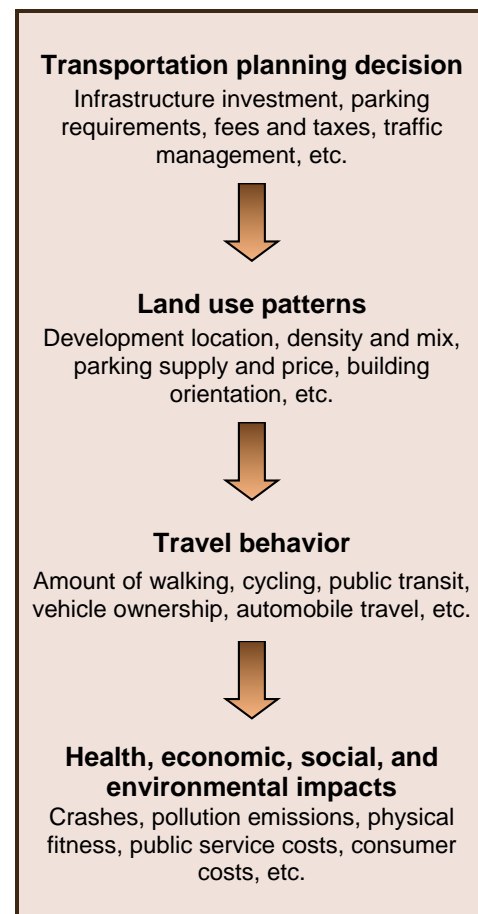 Transportation planning decision
Infrastructure investment, parking
requirements, fees and taxes, traffic
management, etc.
Land use patterns
Development location, density and mix,
parking supply and price, building
orientation, etc.
Travel behavior
Amount of walking, cycling, public transit,
vehicle ownership, automobile travel, etc.
Health, economic, social, and
environmental impacts
Crashes, pollution emissions, physical
fitness, public service costs, consumer
costs, etc.